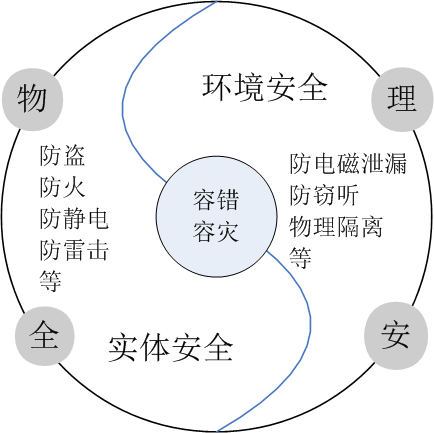 环境安全
物
理
防盗
防火
防静电
防雷击
等
容错
容灾
防电磁泄漏
防窃听
物理隔离
等
全
安
实体安全